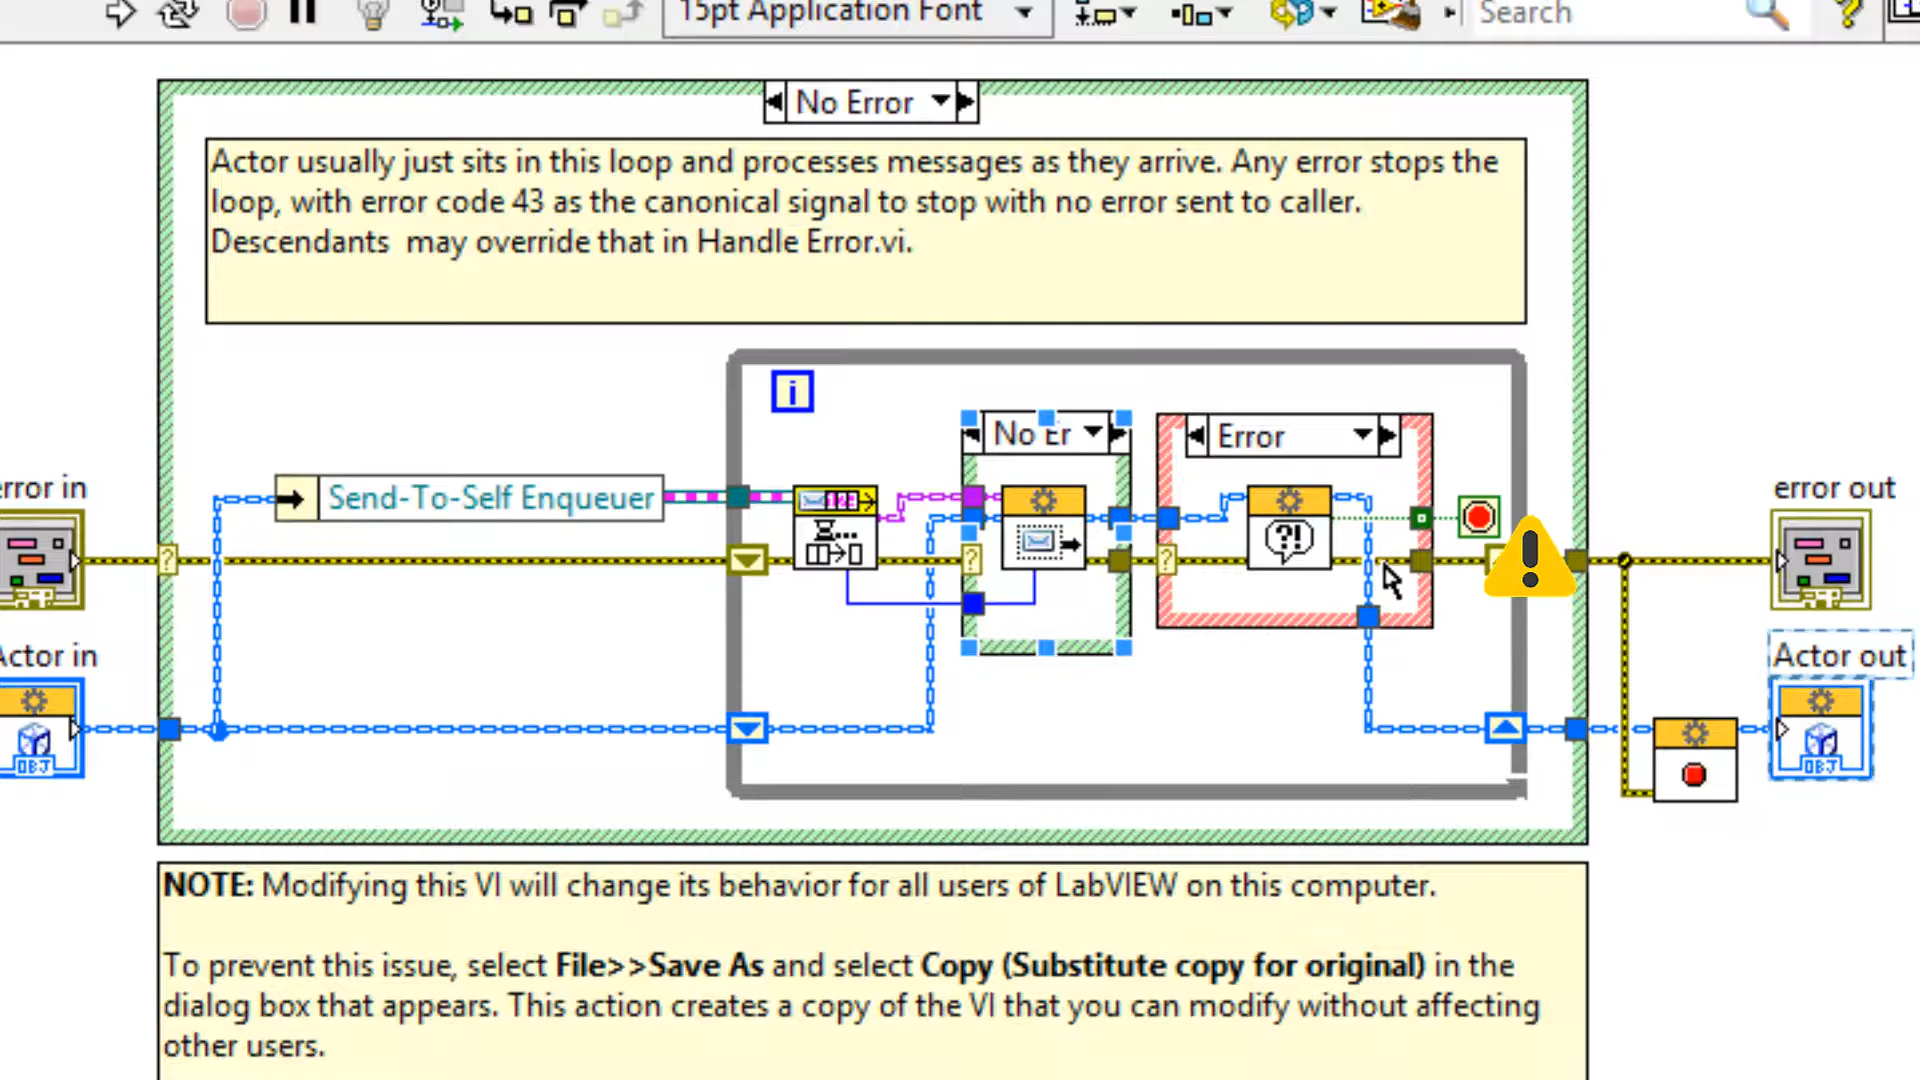 15pt Application Font
Search
No Error
Actor usually just sits in this loop and processes messages as they arrive. Any error stops the
loop, with error code 43 as the canonical signal to stop with no error sent to caller.
Descendants  may override that in Handle Error.vi.
i
No Er
Error
Send-To-Self Enqueuer
error in
error out
Actor in
Actor out
OBJ
OBJ
NOTE: Modifying this VI will change its behavior for all users of LabVIEW on this computer.
To prevent this issue, select File>>Save As and select Copy (Substitute copy for original) in the
dialog box that appears. This action creates a copy of the VI that you can modify without affecting
other users.